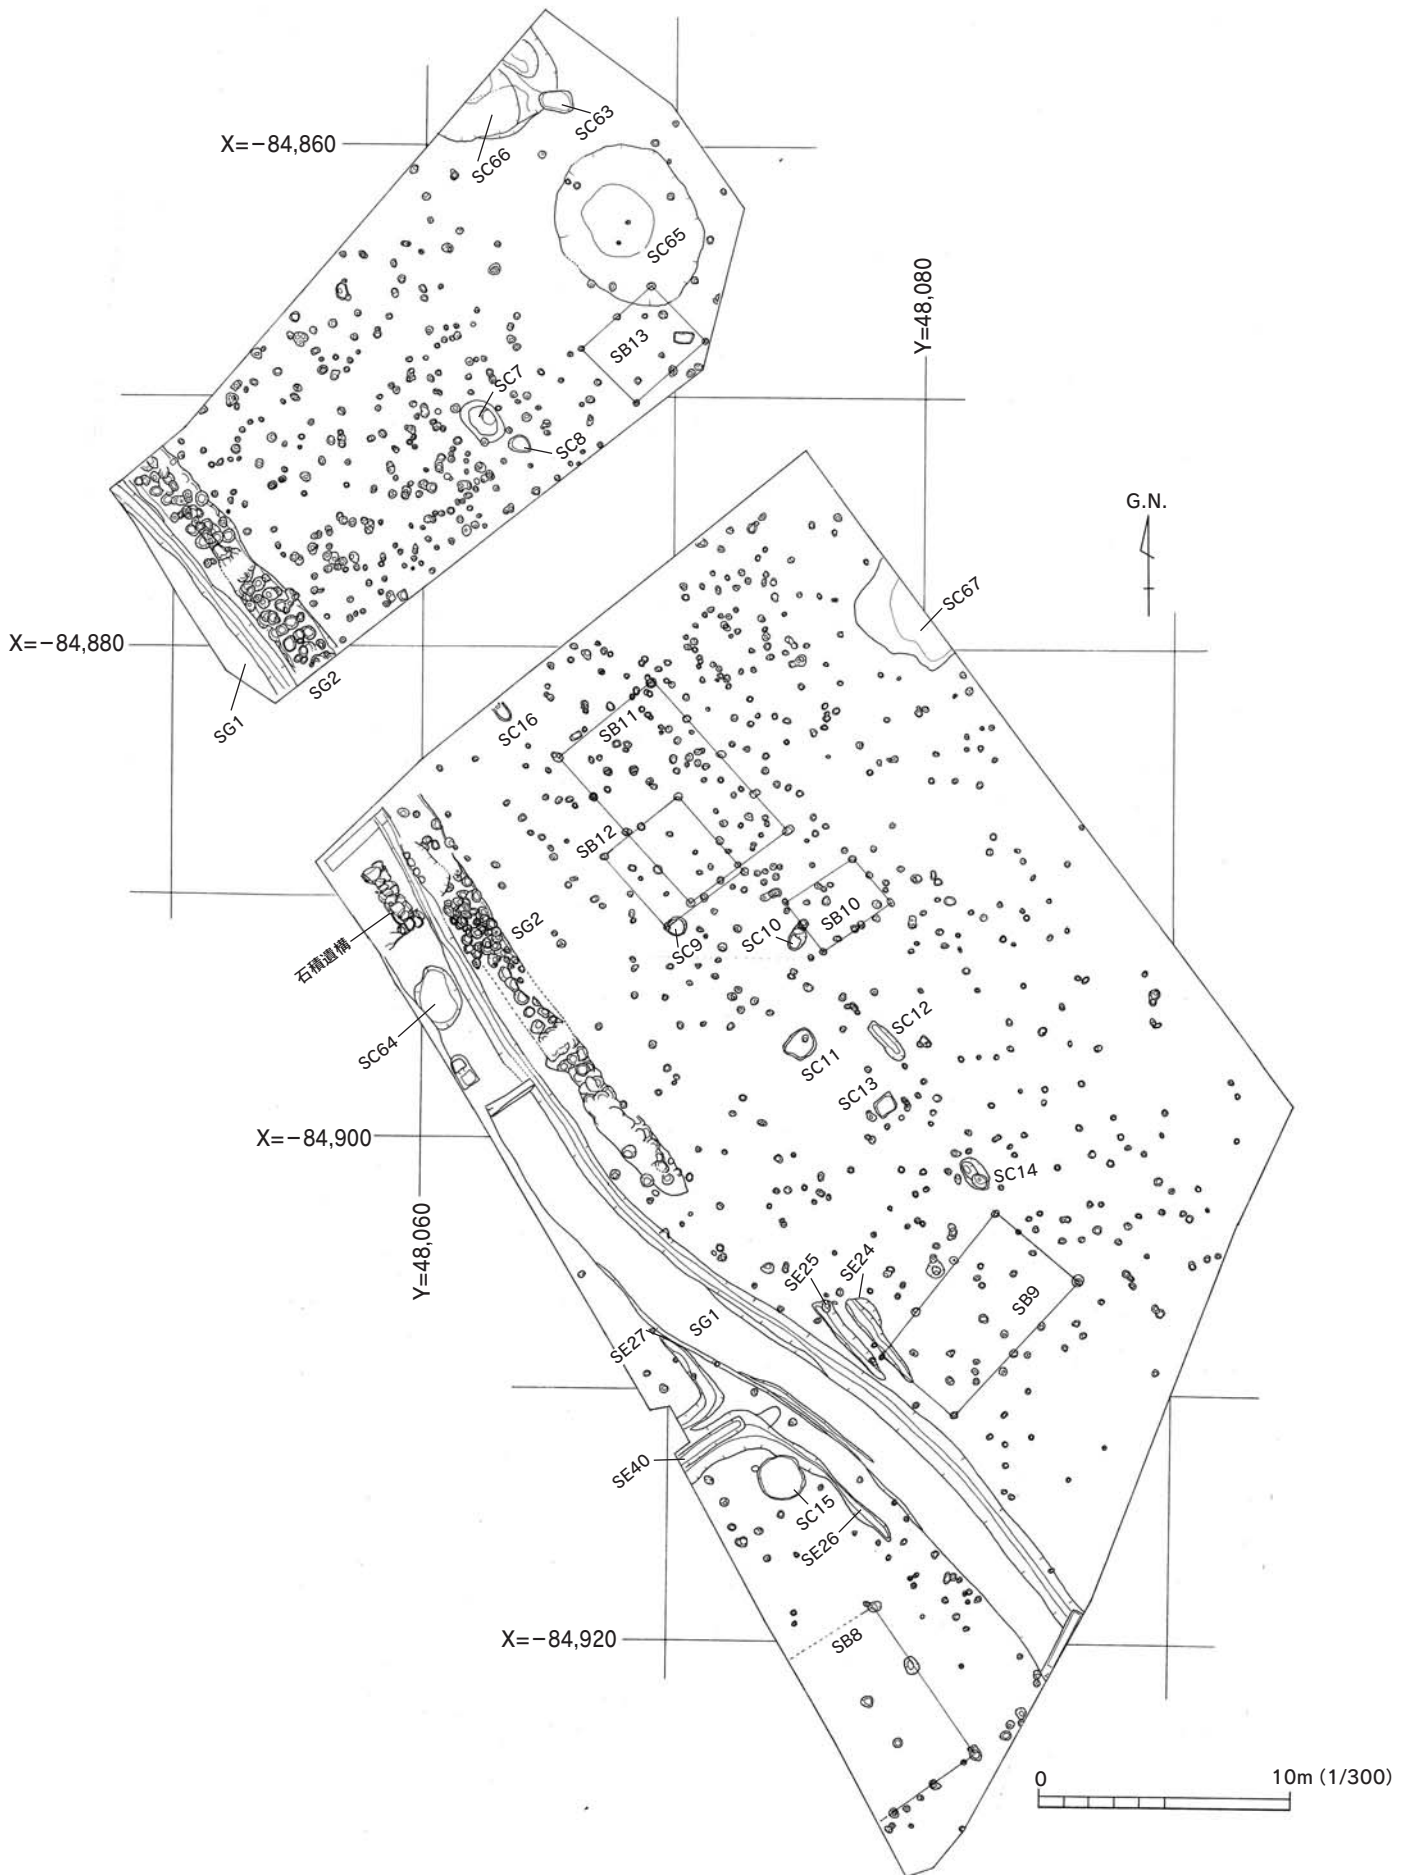 X=−84,860
SC63
SC66
SC65
Y=48,080
SB13
SC7
SC8
G.N.
SC67
X=−84,880
SG2
SG1
SC16
SB11
SB12
SB10
SG2
SC10
SC9
石積遺構
SC12
SC64
SC11
SC13
X=−84,900
SC14
Y=48,060
SE25
SE24
SB9
SG1
SE27
SE40
SC15
SE26
X=−84,920
SB8
0 10m (1/300)